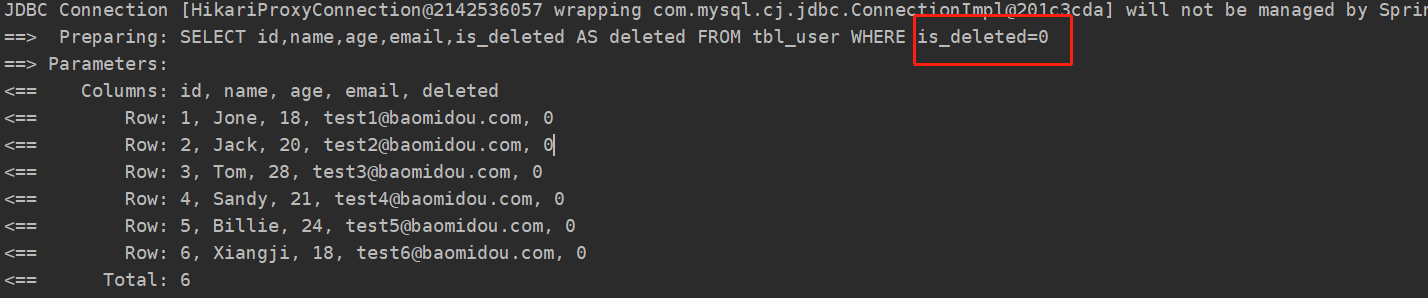 JDBC Connection [HikariProxyConnection@2142536057 wrapping com.mysql.cj.jdbc.ConnectionImpl@201c3cda] will not be managed by Sprin
==>  Preparing: SELECT id,name,age,email,is_deleted AS deleted FROM tbl_user WHERE is_deleted=0
==> Parameters:
<==    Columns: id, name, age, email, deleted
<==        Row: 1, Jone, 18, test1@baomidou.com, 0
<==        Row: 2, Jack, 20, test2@baomidou.com, 0
<==        Row: 3, Tom, 28, test3@baomidou.com, 0
<==        Row: 4, Sandy, 21, test4@baomidou.com, 0
<==        Row: 5, Billie, 24, test5@baomidou.com, 0
<==        Row: 6, Xiangji, 18, test6@baomidou.com, 0
<==      Total: 6